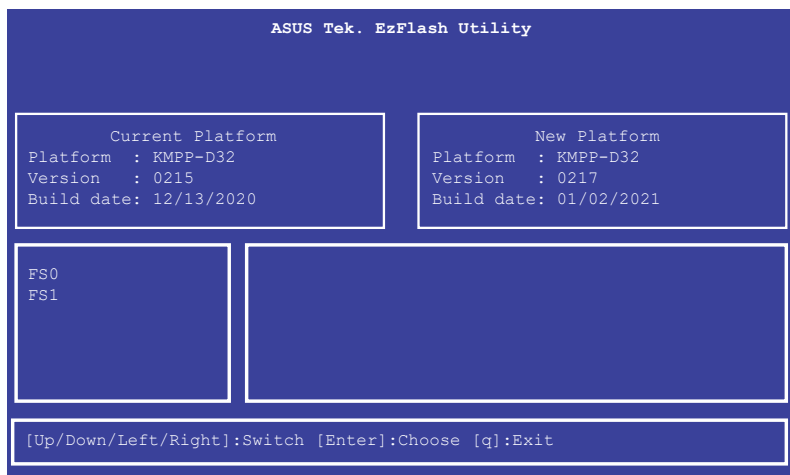 ASUS Tek. EzFlash Utility
Current Platform
Platform : KMPP-D32
Version : 0215
Build date: 12/13/2020
New Platform
Platform : KMPP-D32
Version : 0217
Build date: 01/02/2021
FS0
FS1
[Up/Down/Left/Right]:Switch [Enter]:Choose [q]:Exit